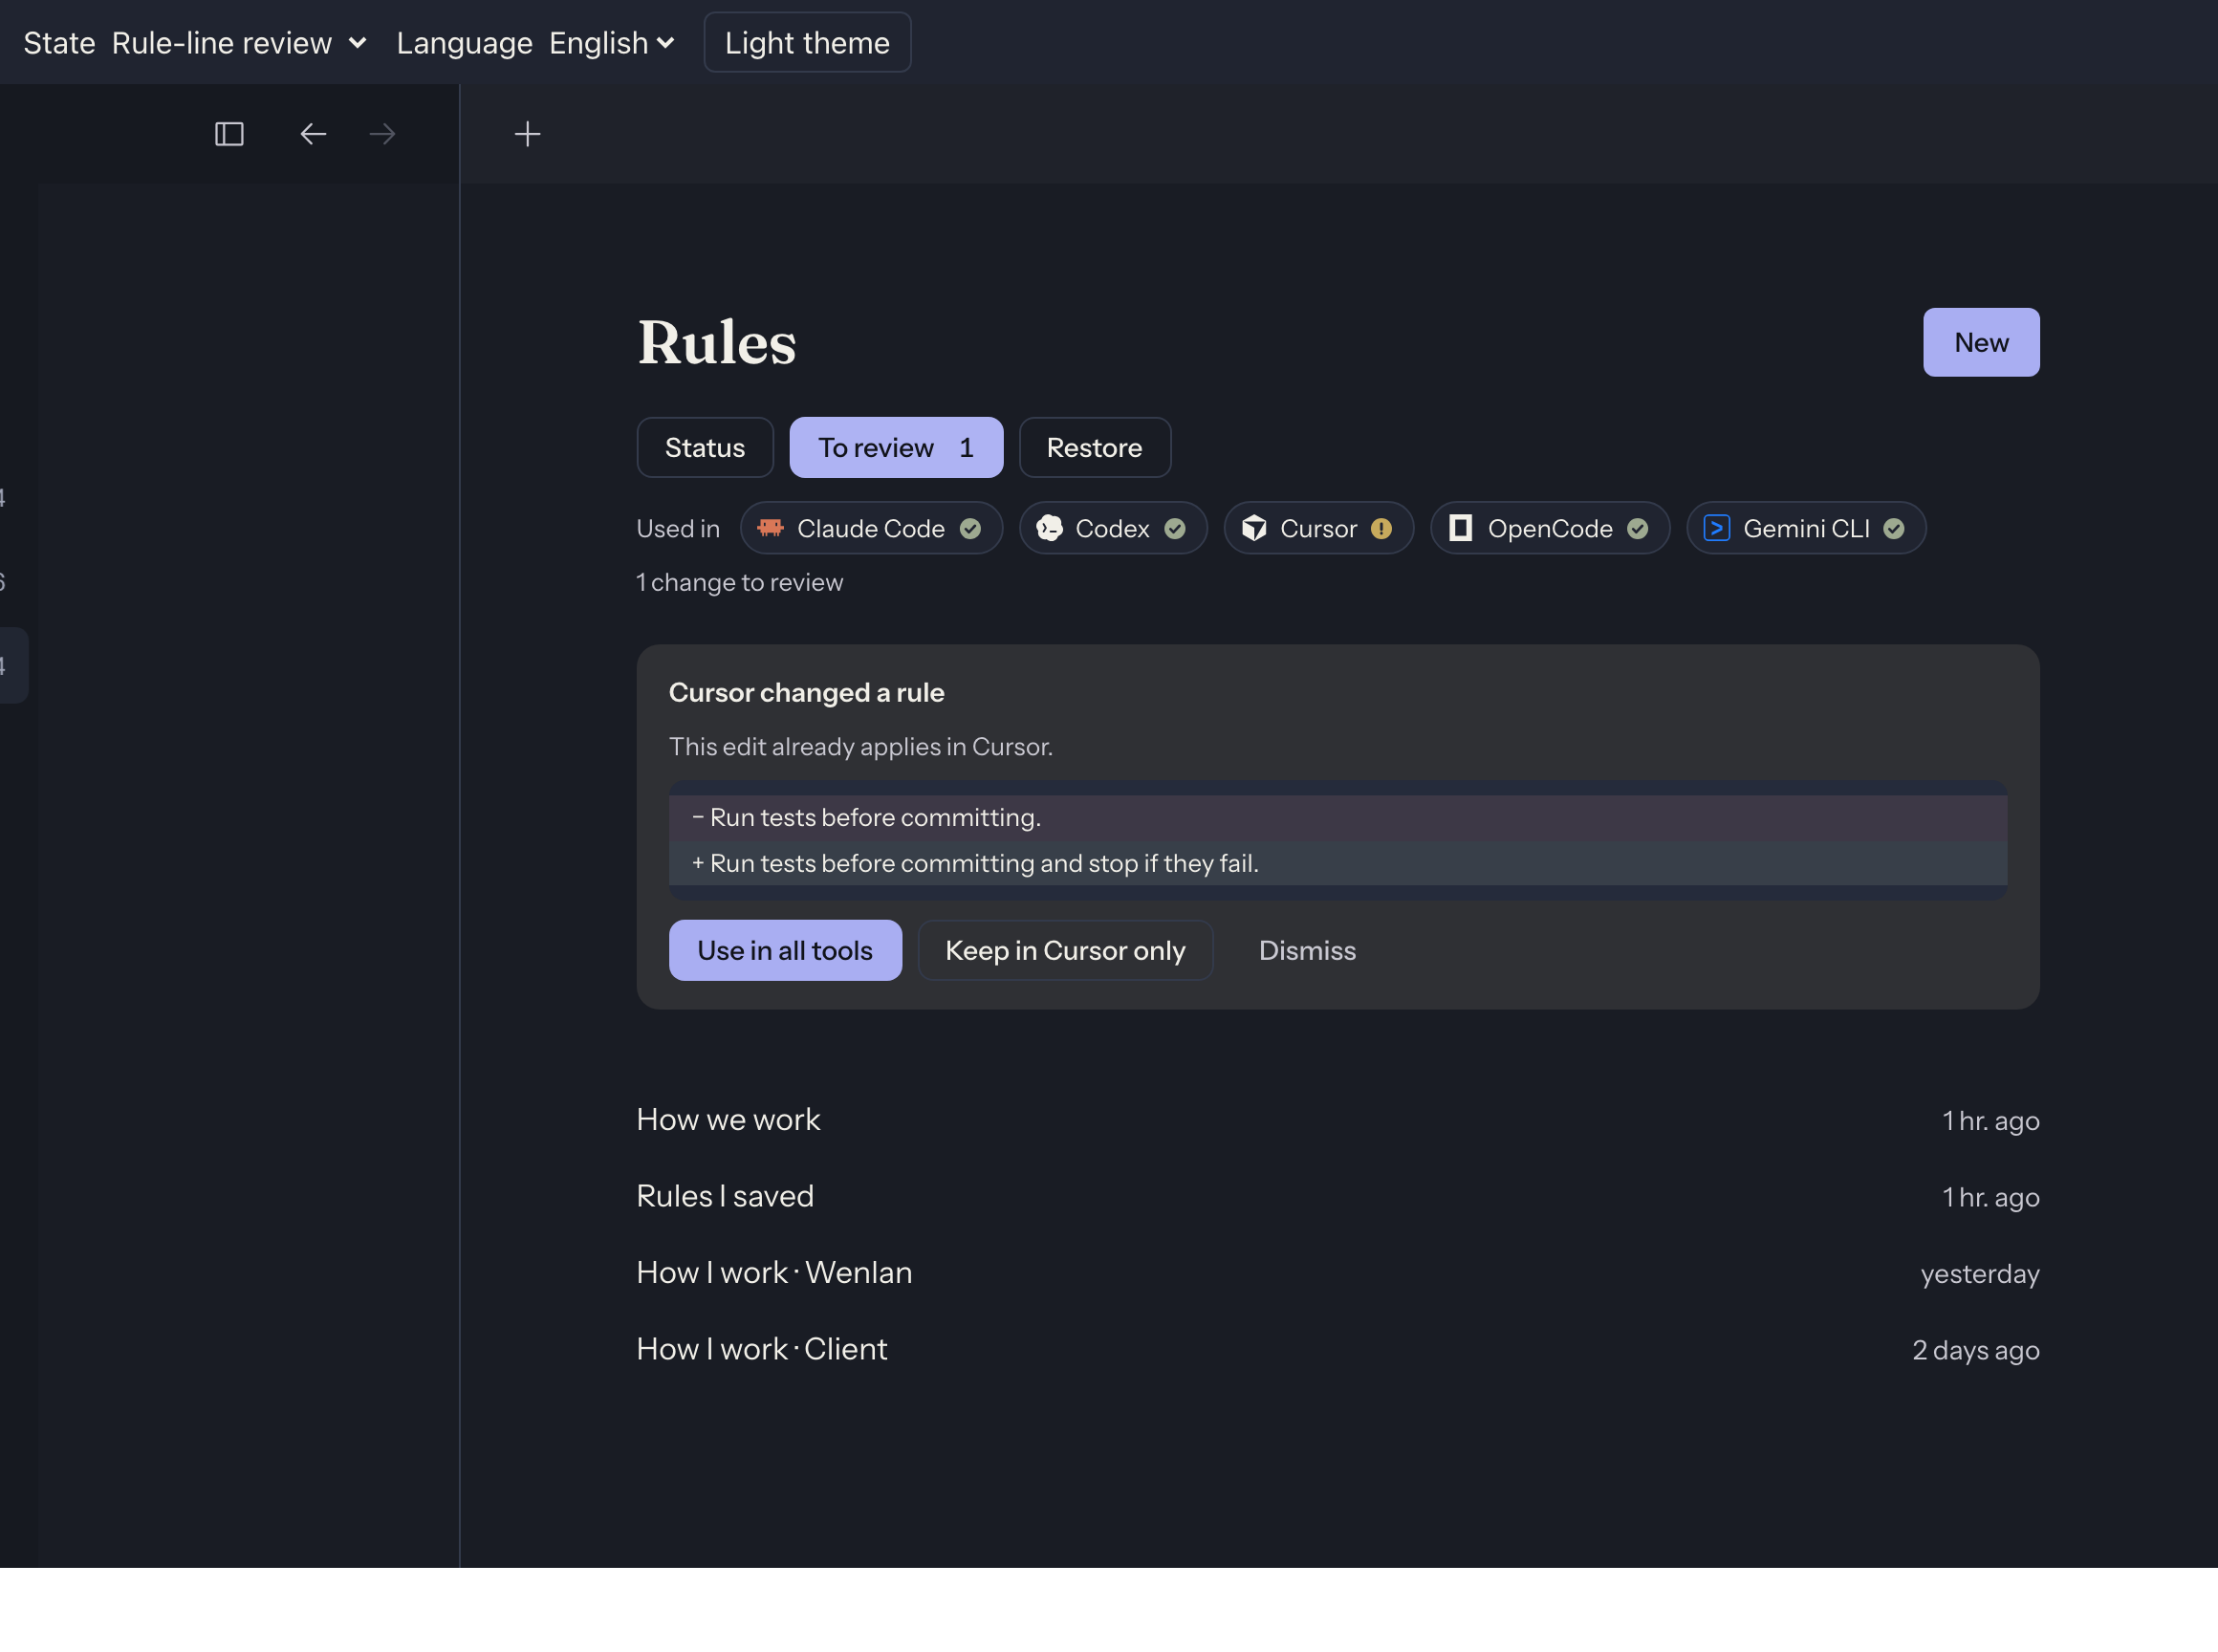 State Rule-line review Language English Light theme
Rules
New
Status To review 1 Restore
Used in Claude Code Codex Cursor OpenCode Gemini CLI
1 change to review
4
6
4
Cursor changed a rule
This edit already applies in Cursor.
− Run tests before committing.
+ Run tests before committing and stop if they fail.
Use in all tools Keep in Cursor only Dismiss
How we work 1 hr. ago
Rules I saved 1 hr. ago
How I work · Wenlan yesterday
How I work · Client 2 days ago